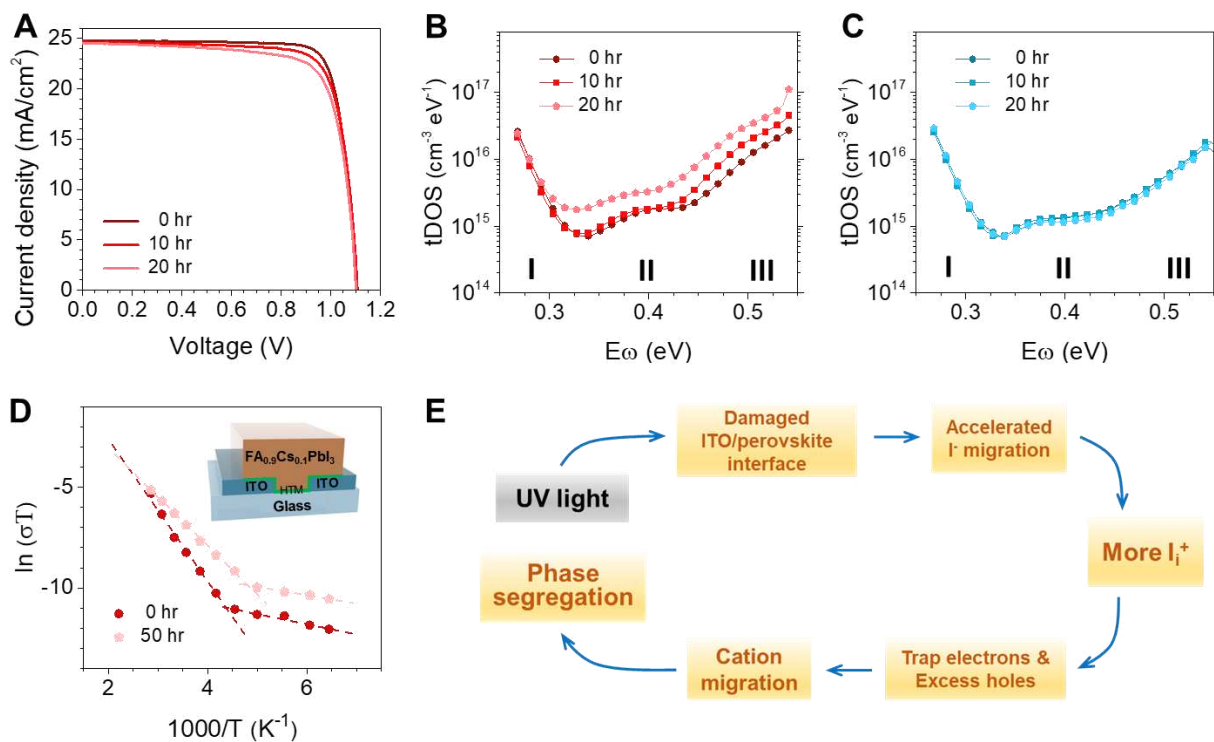 A
Current density (mA/cm²)
25
20
15
10
5
0
0 hr
10 hr
20 hr
0.0 0.2 0.4 0.6 0.8 1.0 1.2
Voltage (V)
B
tDOS (cm⁻³ eV⁻¹)
10¹⁷
10¹⁶
10¹⁵
10¹⁴
0 hr
10 hr
20 hr
I II III
0.3 0.4 0.5
Eω (eV)
C
tDOS (cm⁻³ eV⁻¹)
10¹⁷
10¹⁶
10¹⁵
10¹⁴
0 hr
10 hr
20 hr
I II III
0.3 0.4 0.5
Eω (eV)
D
ln (σT)
-5
-10
FA₀.₉Cs₀.₁PbI₃
ITO HTM ITO
Glass
0 hr
50 hr
2 4 6
1000/T (K⁻¹)
E
UV light
Damaged
ITO/perovskite
interface
Accelerated
I⁻ migration
More Iᵢ⁺
Trap electrons &
Excess holes
Cation
migration
Phase
segregation